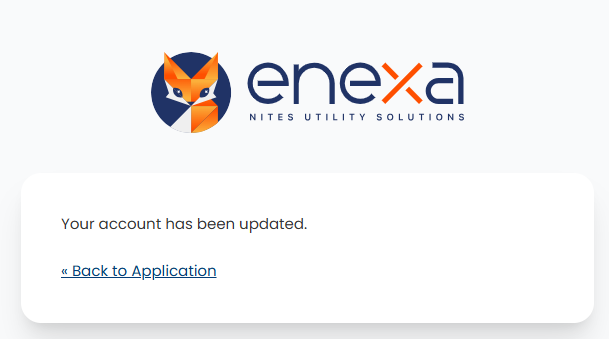 enexa
NITES UTILITY SOLUTIONS
Your account has been updated.
« Back to Application